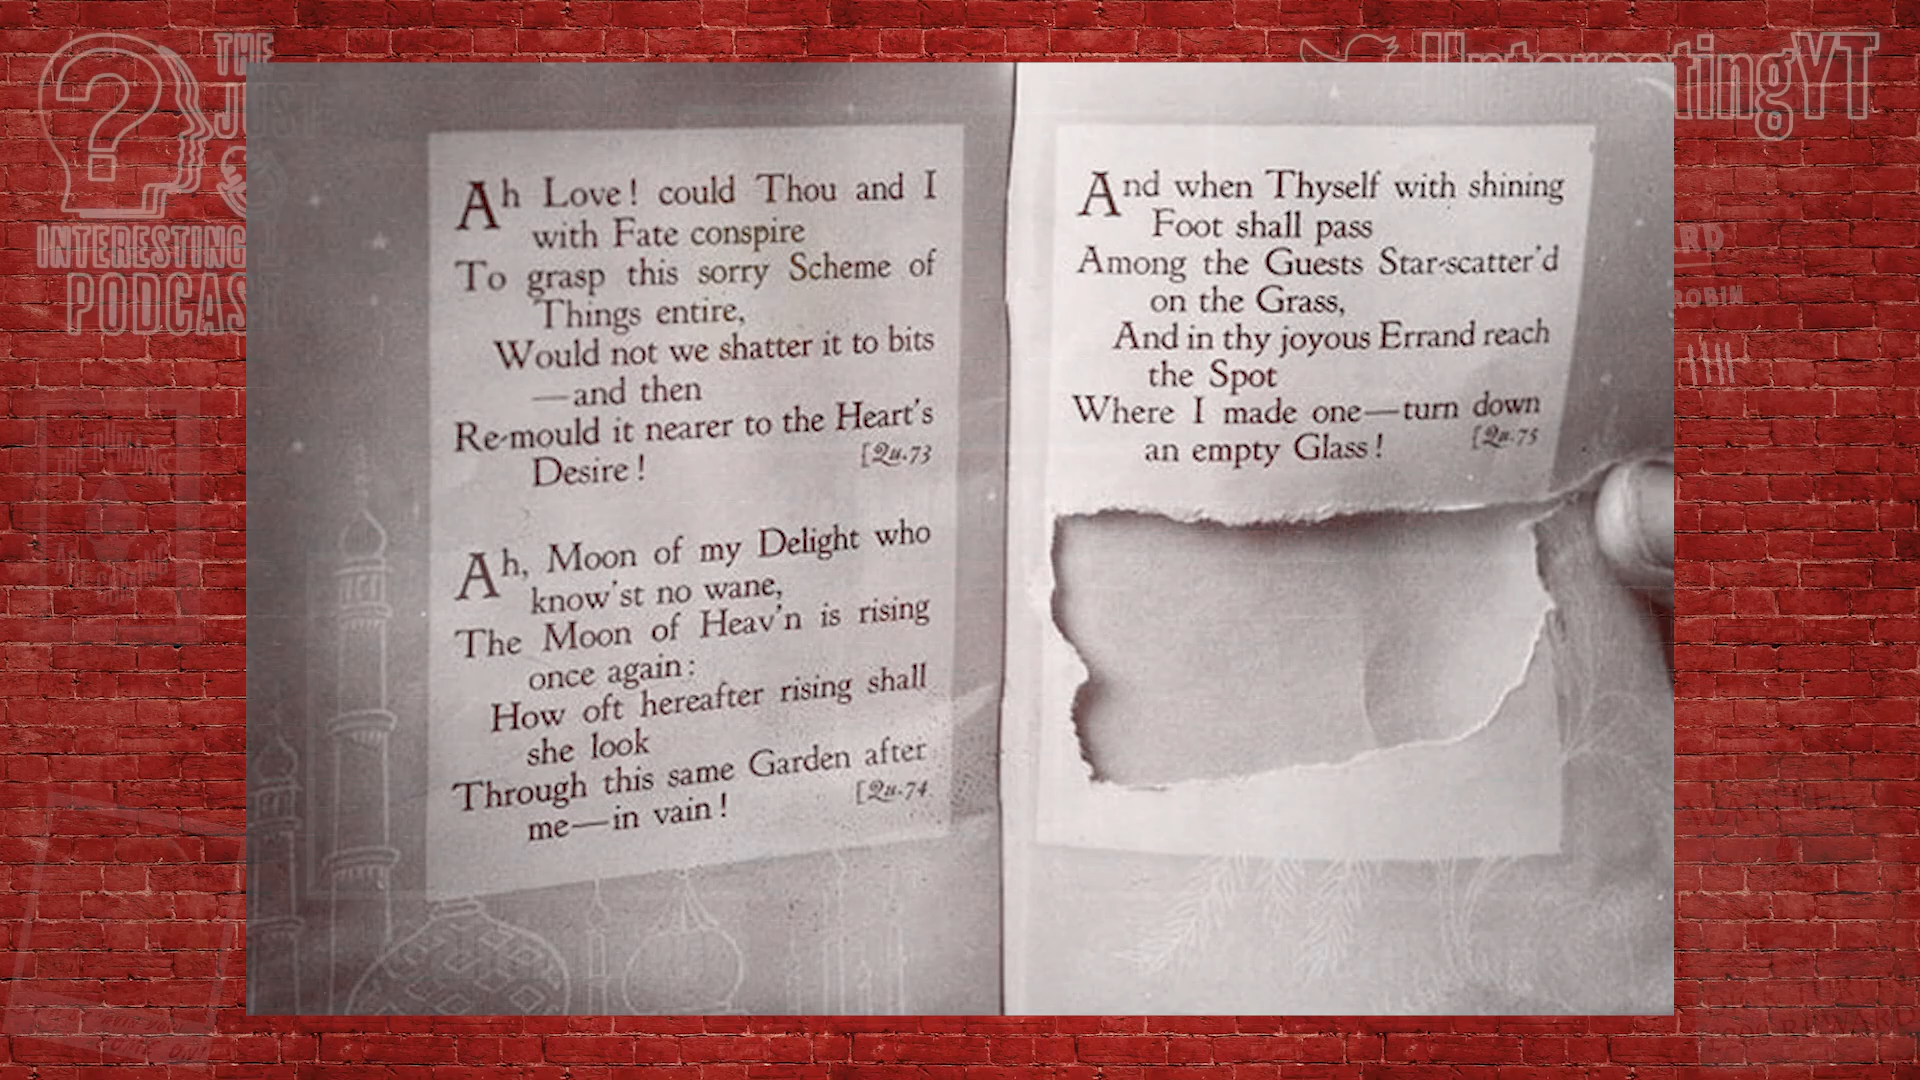 THE
INTERESTING
PODCAST
UnterestingYT
Ah Love! could Thou and I
with Fate conspire
To grasp this sorry Scheme of
Things entire,
Would not we shatter it to bits
—and then
Re-mould it nearer to the Heart's
Desire!
[Qu.73
Ah, Moon of my Delight who
know'st no wane,
The Moon of Heav'n is rising
once again:
How oft hereafter rising shall
she look
Through this same Garden after
me—in vain!
[Qu.74
And when Thyself with shining
Foot shall pass
Among the Guests Star-scatter'd
on the Grass,
And in thy joyous Errand reach
the Spot
Where I made one—turn down
an empty Glass!
[Qu.75
ROBIN